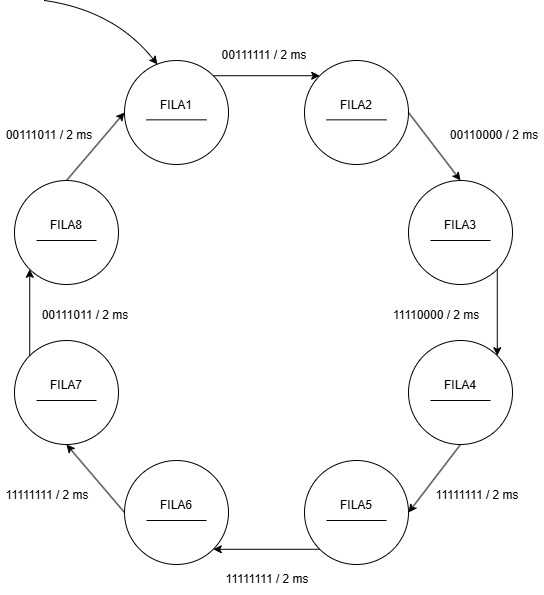 00111111 / 2 ms
FILA1
FILA2
00111011 / 2 ms
00110000 / 2 ms
FILA8
FILA3
00111011 / 2 ms
11110000 / 2 ms
FILA7
FILA4
11111111 / 2 ms
11111111 / 2 ms
FILA6
FILA5
11111111 / 2 ms